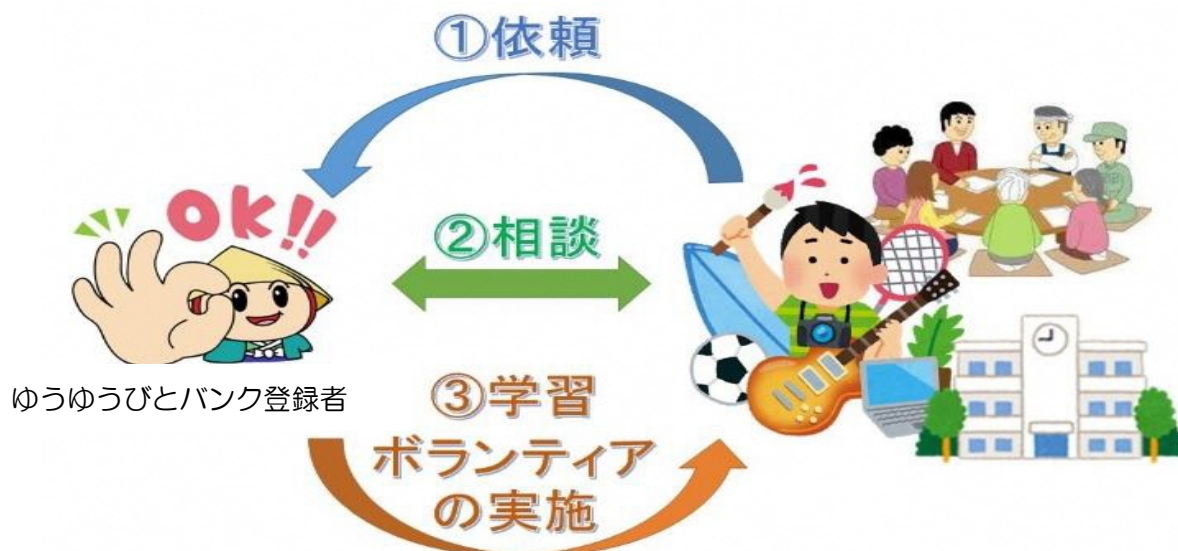 ①依頼
OK!!
②相談
ゆうゆうびとバンク登録者
③学習
ボランティア
の実施